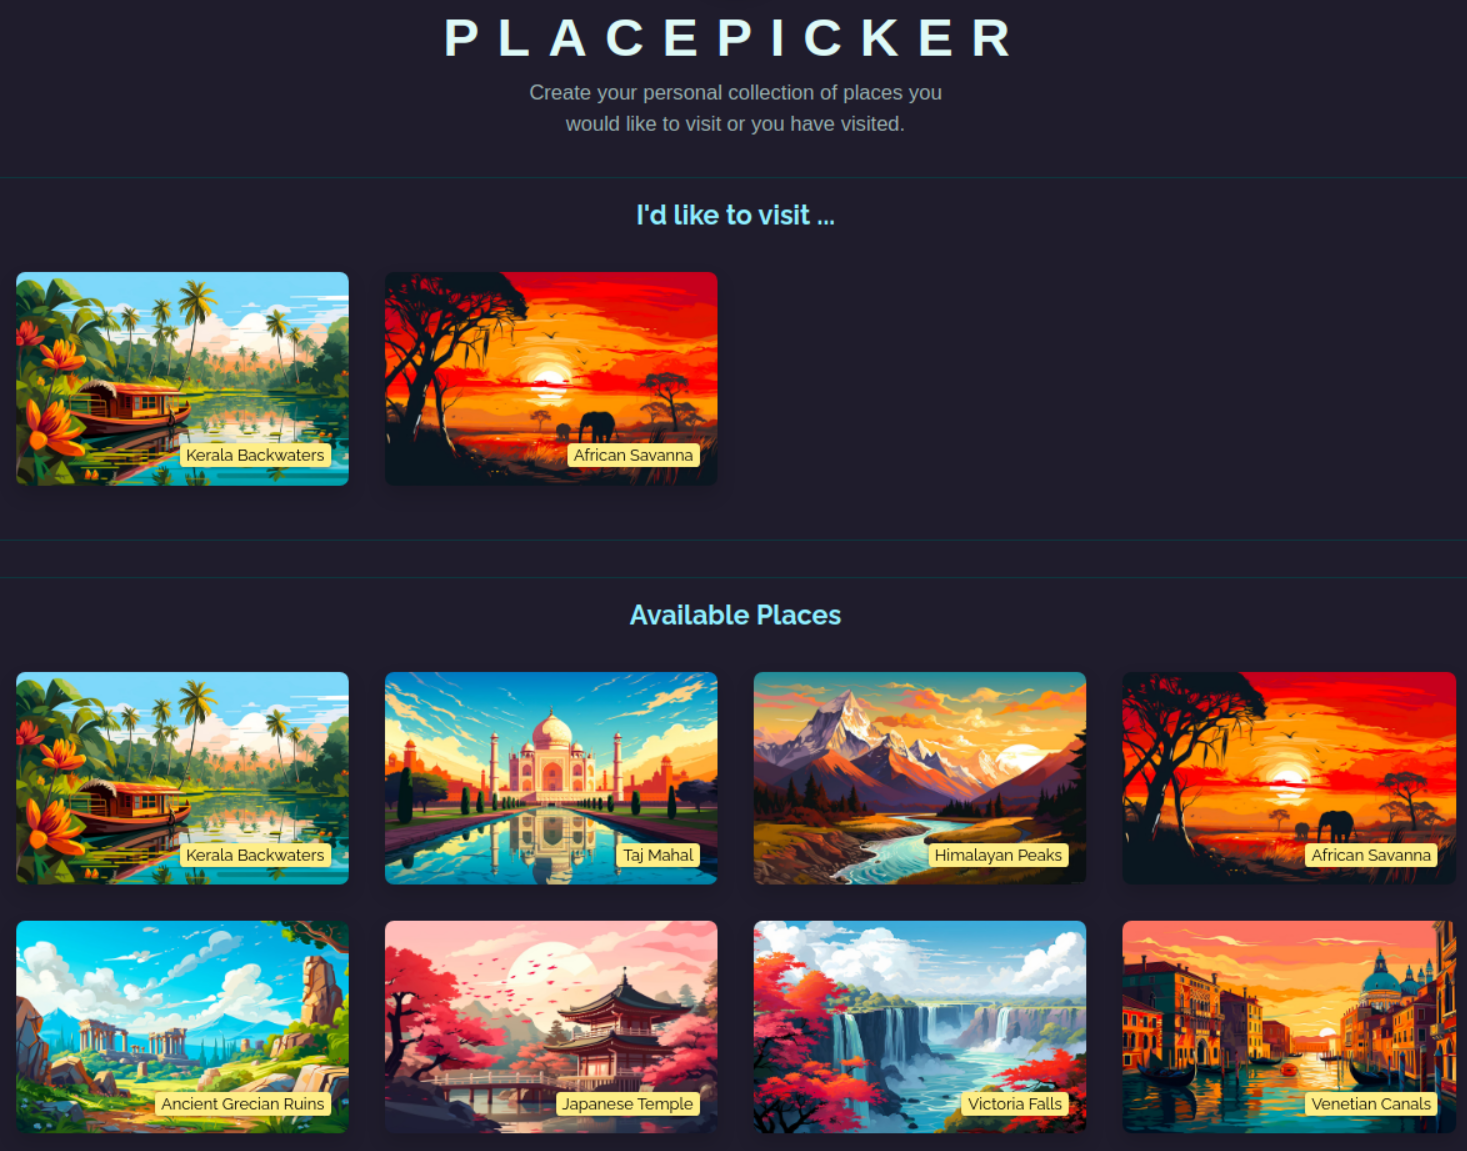 PLACEPICKER
Create your personal collection of places you
would like to visit or you have visited.
I'd like to visit ...
Kerala Backwaters
African Savanna
Available Places
Kerala Backwaters
Taj Mahal
Himalayan Peaks
African Savanna
Ancient Grecian Ruins
Japanese Temple
Victoria Falls
Venetian Canals